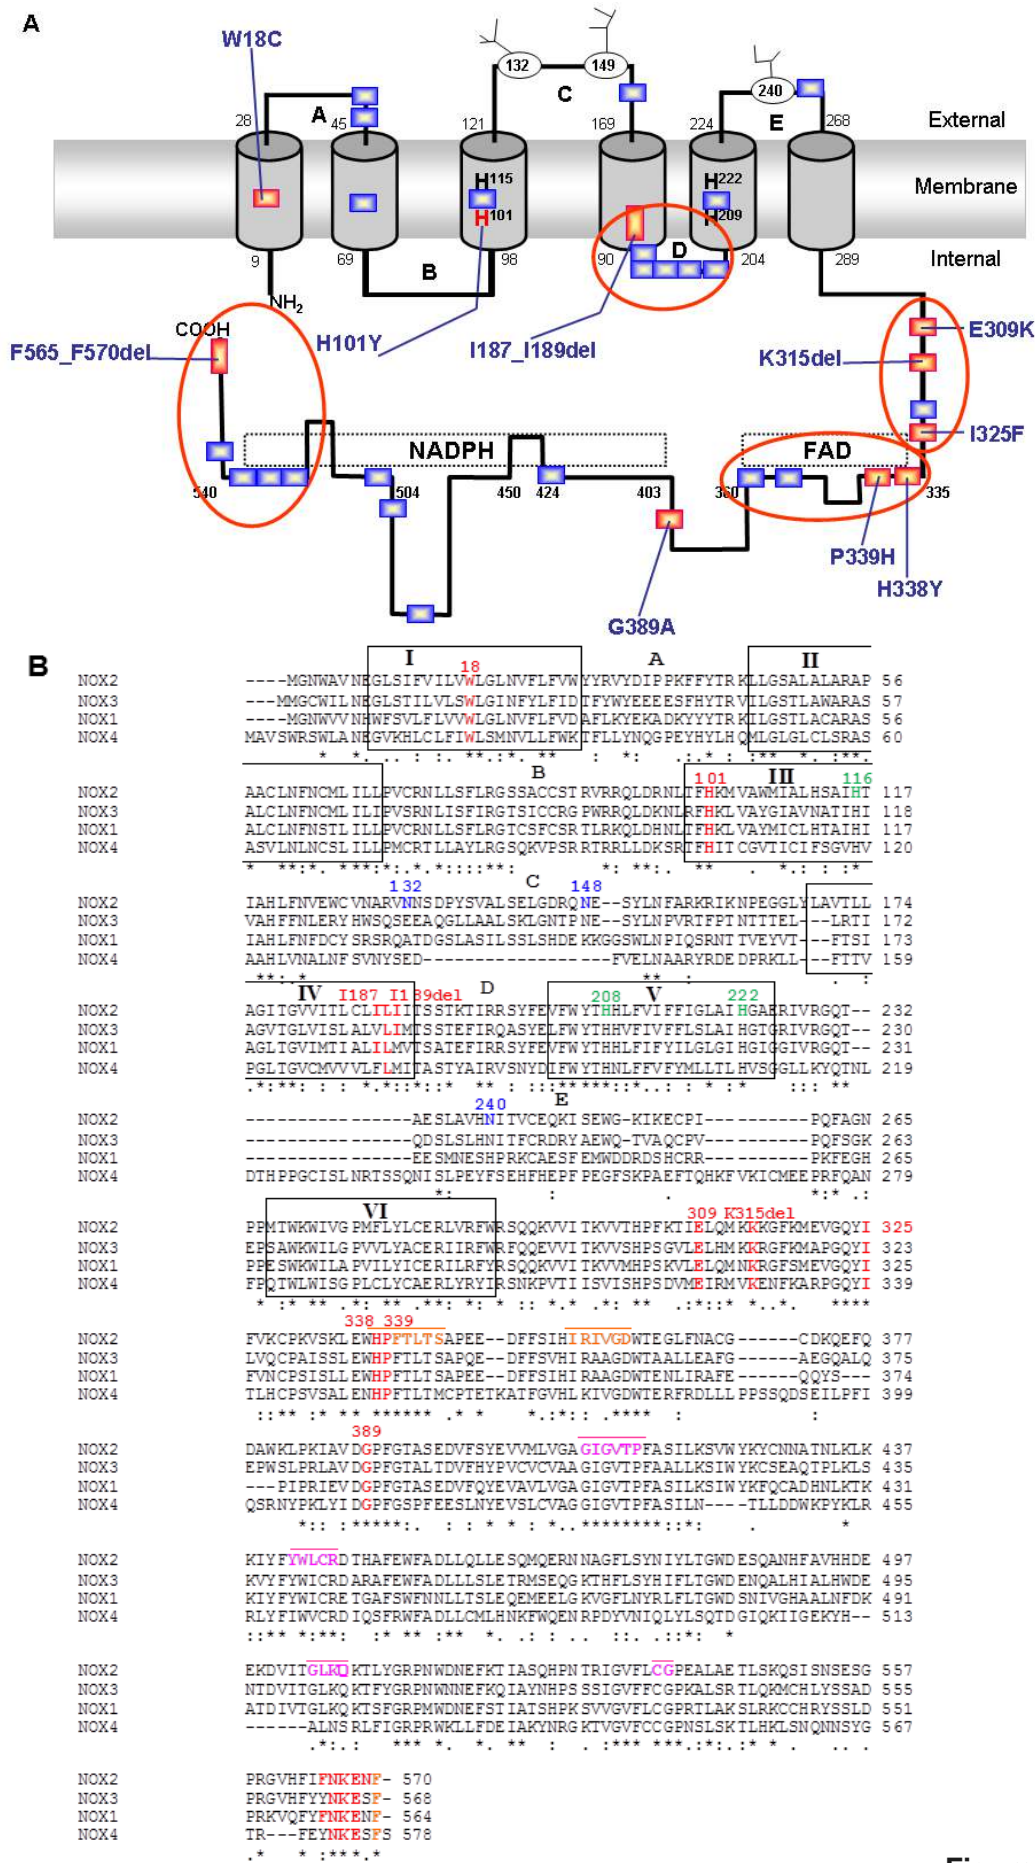 A
W18C
132
149
240
A
C
E
28
45
121
169
224
268
External
H115
H222
Membrane
H101
H209
D
B
9
69
98
90
204
289
Internal
NH2
COOH
F565_F570del
H101Y
I187_I189del
E309K
K315del
I325F
NADPH
FAD
540
504
450
424
403
360
335
P339H
H338Y
G389A
B
I
18
A
II
NOX2 ----MGNWAVNEGLSIFVILVWLGLNVFLFVWYYRVYDIPPKFFYTRKLLGSALALARAP 56
NOX3 ---MMGCWILNEGLSTILVLSWLGINFYLFIDTFYWYEEEESFHYTRVILGSTLAWARAS 57
NOX1 ----MGNWVVNHWFSVLFLVVWLGLNVFLFVDAFLKYEKADKYYYTRKILGSTLACARAS 56
NOX4 MAVSWRSWLANEGVKHLCLFIWLSMNVLLFWKTFLLYNQGPEYHYLHQMLGLGLCLSRAS 60
B
101
III
116
NOX2 AACLNFNCMLILLPVCRNLLSFLRGSSACCSTRVRRQLDRNLTFHKMVAWMIALHSAIHT 117
NOX3 ALCLNFNCMLILIPVSRNLISFIRGTSICCRGPWRRQLDKNLRFHKLVAYGIAVNATIHI 118
NOX1 ALCLNFNSTLILLPVCRNLLSFLRGTCSFCSRTLRKQLDHNLTFHKLVAYMICLHTAIHI 117
NOX4 ASVLNLNCSLILLPMCRTLLAYLRGSQKVPSRRTRRLLDKSRTFHITCGVTICIFSGVHV 120
132
C
148
NOX2 IAHLFNVEWCVNARVNNSDPYSVALSELGDRQNE--SYLNFARKRIKNPEGGLYLAVTLL 174
NOX3 VAHFFNLERYHWSQSEEAQGLLAALSKLGNTPNE--SYLNPVRTFPTNTTTEL---LRTI 172
NOX1 IAHLFNFDCYSRSRQATDGSLASILSSLSHDEKKGGSWLNPIQSRNTTVEYVT---FTSI 173
NOX4 AAHLVNALNFSVNYSED------------------FVELNAARYRDEDPRKLL---FTTV 159
IV
I187
I189del
D
208
V
222
NOX2 AGITGVVITLCLILIITSSTKTIRRSYFEVFWYTHHLFVIFFIGLAIHGAERIVRGQT-- 232
NOX3 AGVTGLVISLALVLIMTSSTEFIRQASYELFWYTHHVFIVFFLSLAIHGTGRIVRGQT-- 230
NOX1 AGLTGVIMTIALILMVTSATEFIRRSYFEVFWYTHHLFIFYILGLGIHGIGGIVRGQT-- 231
NOX4 PGLTGVCMVVVLFLMITASTYAIRVSNYDIFWYTHNLFFVFYMLLTLHVSGGLLKYQTNL 219
240
E
NOX2 ----------------AESLAVHNITVCEQKISEWG-KIKECPI----------PQFAGN 265
NOX3 ----------------QDSLSLHNITFCRDRYAEWQ-TVAQCPV----------PQFSGK 263
NOX1 ----------------EESMNESHPRKCAESFEMWDDRDSHCRR----------PKFEGH 265
NOX4 DTHPPGCISLNRTSSQNISLPEYFSEHFHEPFPEGFSKPAEFTQHKFVKICMEEPRFQAN 279
VI
309
K315del
NOX2 PPMTWKWIVGPMFLYLCERLVRFWRSQQKVVITKVVTHPFKTIELQMKKKGFKMEVGQYI 325
NOX3 EPSAWKWILGPVVLYACERIIRFWRFQQEVVITKVVSHPSGVLELHMKKRGFKMAPGQYI 323
NOX1 PPESWKWILAPVILYICERILRFYRSQQKVVITKVVMHPSKVLELQMNKRGFSMEVGQYI 325
NOX4 FPQTWLWISGPLCLYCAERLYRYIRSNKPVTIISVISHPSDVMEIRMVKENFKARPGQYI 339
338 339
NOX2 FVKCPKVSKLEWHPFTLTSAPEE--DFFSIHIRIVGDWTEGLFNACG------CDKQEFQ 377
NOX3 LVQCPAISSLEWHPFTLTSAPQE--DFFSVHIRAAGDWTAALLEAFG------AEGQALQ 375
NOX1 FVNCPSISLLEWHPFTLTSAPEE--DFFSIHIRAAGDWTENLIRAFE------QQYS--- 374
NOX4 TLHCPSVSALENHPFTLTMCPTETKATFGVHLKIVGDWTERFRDLLLPPSSQDSEILPFI 399
389
NOX2 DAWKLPKIAVDGPFGTASEDVFSYEVVMLVGAGIGVTPFASILKSVWYKYCNNATNLKLK 437
NOX3 EPWSLPRLAVDGPFGTALTDVFHYPVCVCVAAGIGVTPFAALLKSIWYKCSEAQTPLKLS 435
NOX1 ---PIPRIEVDGPFGTASEDVFQYEVAVLVGAGIGVTPFASILKSIWYKFQCADHNLKTK 431
NOX4 QSRNYPKLYIDGPFGSPFEESLNYEVSLCVAGGIGVTPFASILN----TLLDDWKPYKLR 455
NOX2 KIYFYWLCRDTHAFEWFADLLQLLESQMQERNNAGFLSYNIYLTGWDESQANHFAVHHDE 497
NOX3 KVYFYWICRDARAFEWFADLLLSLETRMSEQGKTHFLSYHIFLTGWDENQALHIALHWDE 495
NOX1 KIYFYWICRETGAFSWFNNLLTSLEQEMEELGKVGFLNYRLFLTGWDSNIVGHAALNFDK 491
NOX4 RLYFIWVCRDIQSFRWFADLLCMLHNKFWQENRPDYVNIQLYLSQTDGIQKIIGEKYH-- 513
NOX2 EKDVITGLKQKTLYGRPNWDNEFKTIASQHPNTRIGVFLCGPEALAETLSKQSISNSESG 557
NOX3 NTDVITGLKQKTFYGRPNWNNEFKQIAYNHPSSSIGVFFCGPKALSRTLQKMCHLYSSAD 555
NOX1 ATDIVTGLKQKTSFGRPMWDNEFSTIATSHPKSVVGVFLCGPRTLAKSLRKCCHRYSSLD 551
NOX4 ------ALNSRLFIGRPRWKLLFDEIAKYNRGKTVGVFCCGPNSLSKTLHKLSNQNNSYG 567
NOX2 PRGVHFIFNKENF- 570
NOX3 PRGVHFYYNKESF- 568
NOX1 PRKVQFYFNKENF- 564
NOX4 TR---FEYNKESFS 578